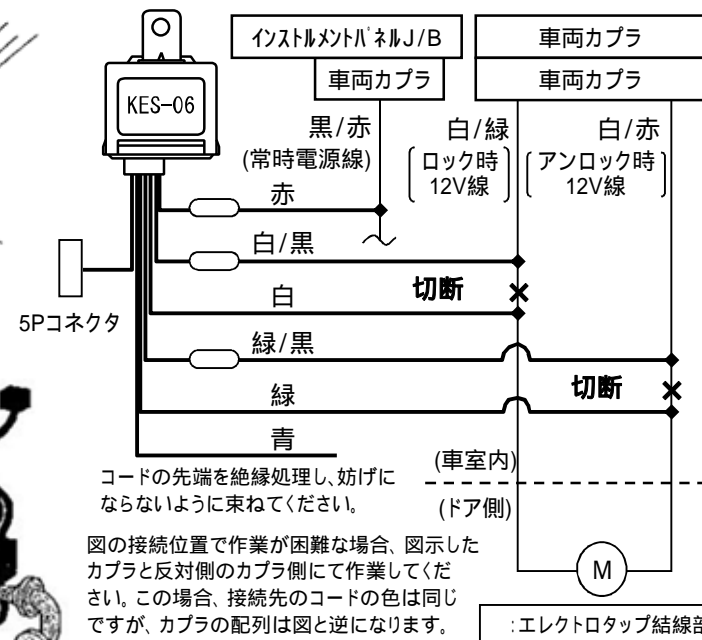 インストルメントパネルJ/B
車両カプラ
車両カプラ
車両カプラ
KES-06
黒/赤
(常時電源線)
白/緑
ロック時
12V線
白/赤
アンロック時
12V線
赤
白/黒
切断
白
5Pコネクタ
緑/黒
切断
緑
青
(車室内)
コードの先端を絶縁処理し、妨げに
ならないように束ねてください。
(ドア側)
図の接続位置で作業が困難な場合、図示した
カプラと反対側のカプラ側にて作業してくだ
さい。この場合、接続先のコードの色は同じ
ですが、カプラの配列は図と逆になります。
M
:エレクトロタップ結線部